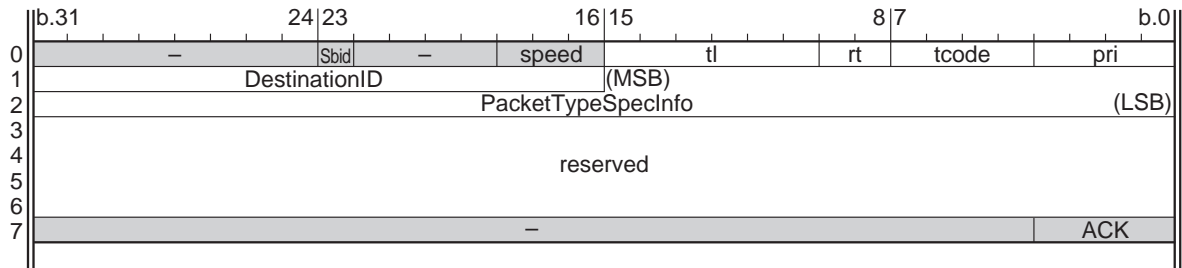 b.31 24 23 16 15 8 7 b.0
0 – Sbid – speed tl rt tcode pri
1 DestinationID (MSB)
2 PacketTypeSpecInfo (LSB)
3
4 reserved
5
6
7 – ACK